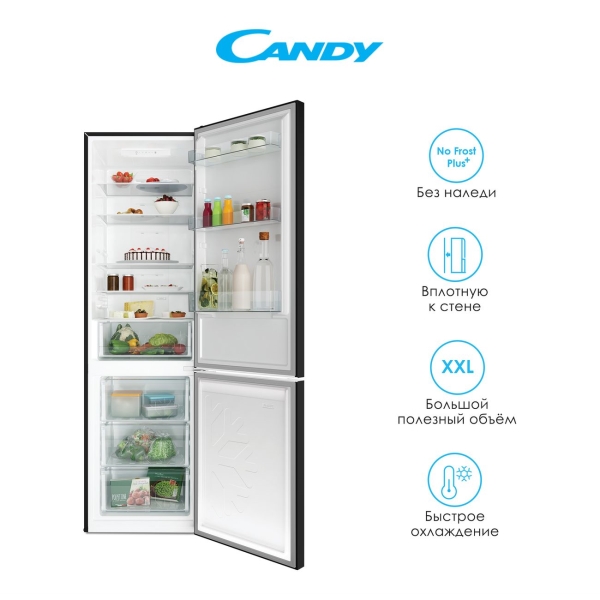 CANDY
No Frost
Plus+
Без наледи
Вплотную
к стене
XXL
Большой
полезный объём
Быстрое
охлаждение